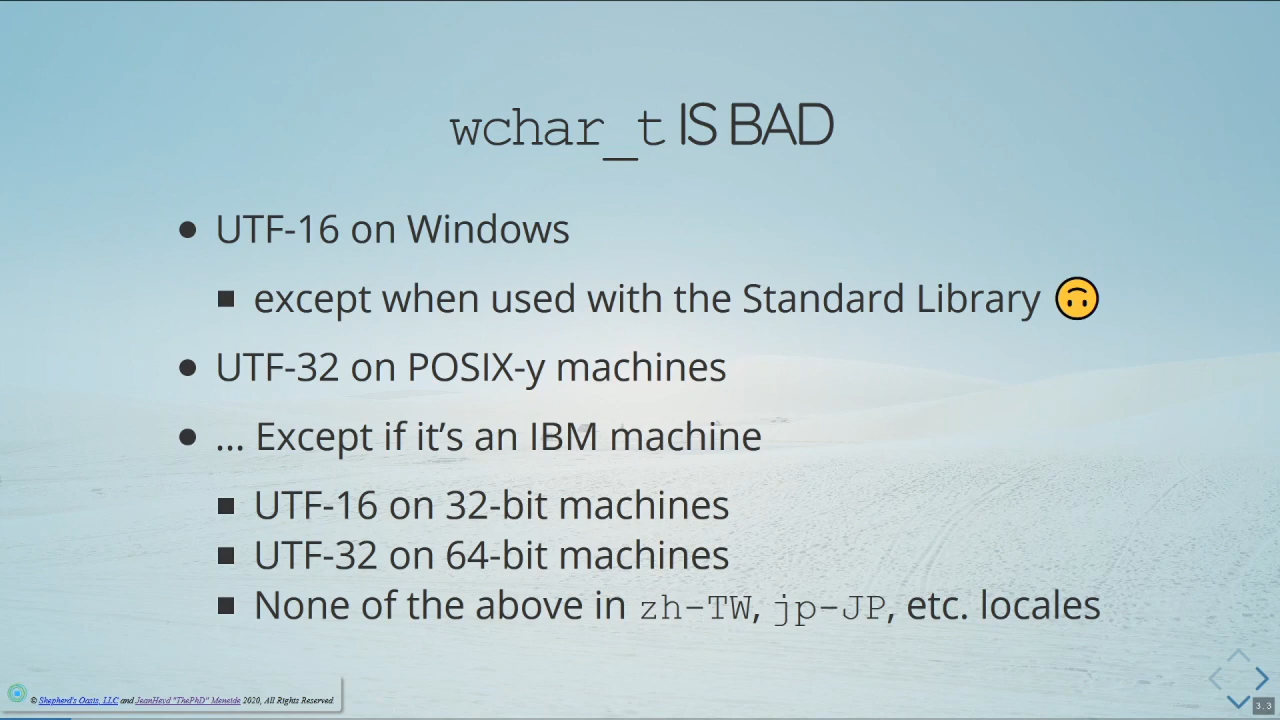 wchar_t IS BAD
UTF-16 on Windows
except when used with the Standard Library 🙃
UTF-32 on POSIX-y machines
... Except if it’s an IBM machine
UTF-16 on 32-bit machines
UTF-32 on 64-bit machines
None of the above in zh-TW, jp-JP, etc. locales
© Shepherd's Oasis, LLC and JeanHeyd "ThePhD" Meneide 2020, All Rights Reserved
3.3